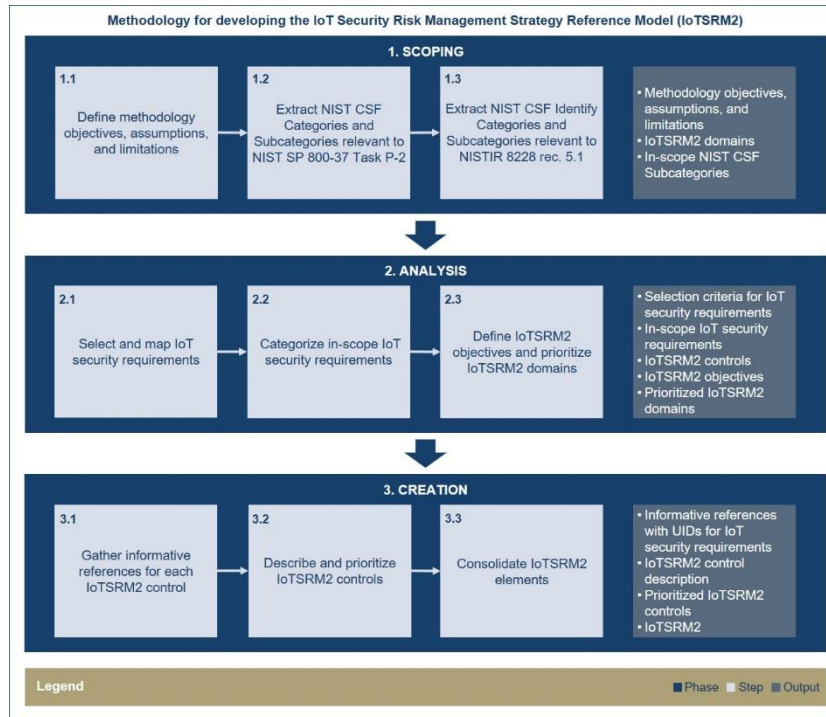 Methodology for developing the IoT Security Risk Management Strategy Reference Model (IoTSRM2)
1. SCOPING
1.1
Define methodology
objectives, assumptions,
and limitations
1.2
Extract NIST CSF
Categories and
Subcategories relevant to
NIST SP 800-37 Task P-2
1.3
Extract NIST CSF Identify
Categories and
Subcategories relevant to
NISTIR 8228 rec. 5.1
• Methodology objectives,
assumptions, and
limitations
• IoTSRM2 domains
• In-scope NIST CSF
Subcategories
2. ANALYSIS
2.1
Select and map IoT
security requirements
2.2
Categorize in-scope IoT
security requirements
2.3
Define IoTSRM2
objectives and prioritize
IoTSRM2 domains
• Selection criteria for IoT
security requirements
• In-scope IoT security
requirements
• IoTSRM2 controls
• IoTSRM2 objectives
• Prioritized IoTSRM2
domains
3. CREATION
3.1
Gather informative
references for each
IoTSRM2 control
3.2
Describe and prioritize
IoTSRM2 controls
3.3
Consolidate IoTSRM2
elements
• Informative references
with UIDs for IoT
security requirements
• IoTSRM2 control
description
• Prioritized IoTSRM2
controls
• IoTSRM2
Legend
Phase Step Output